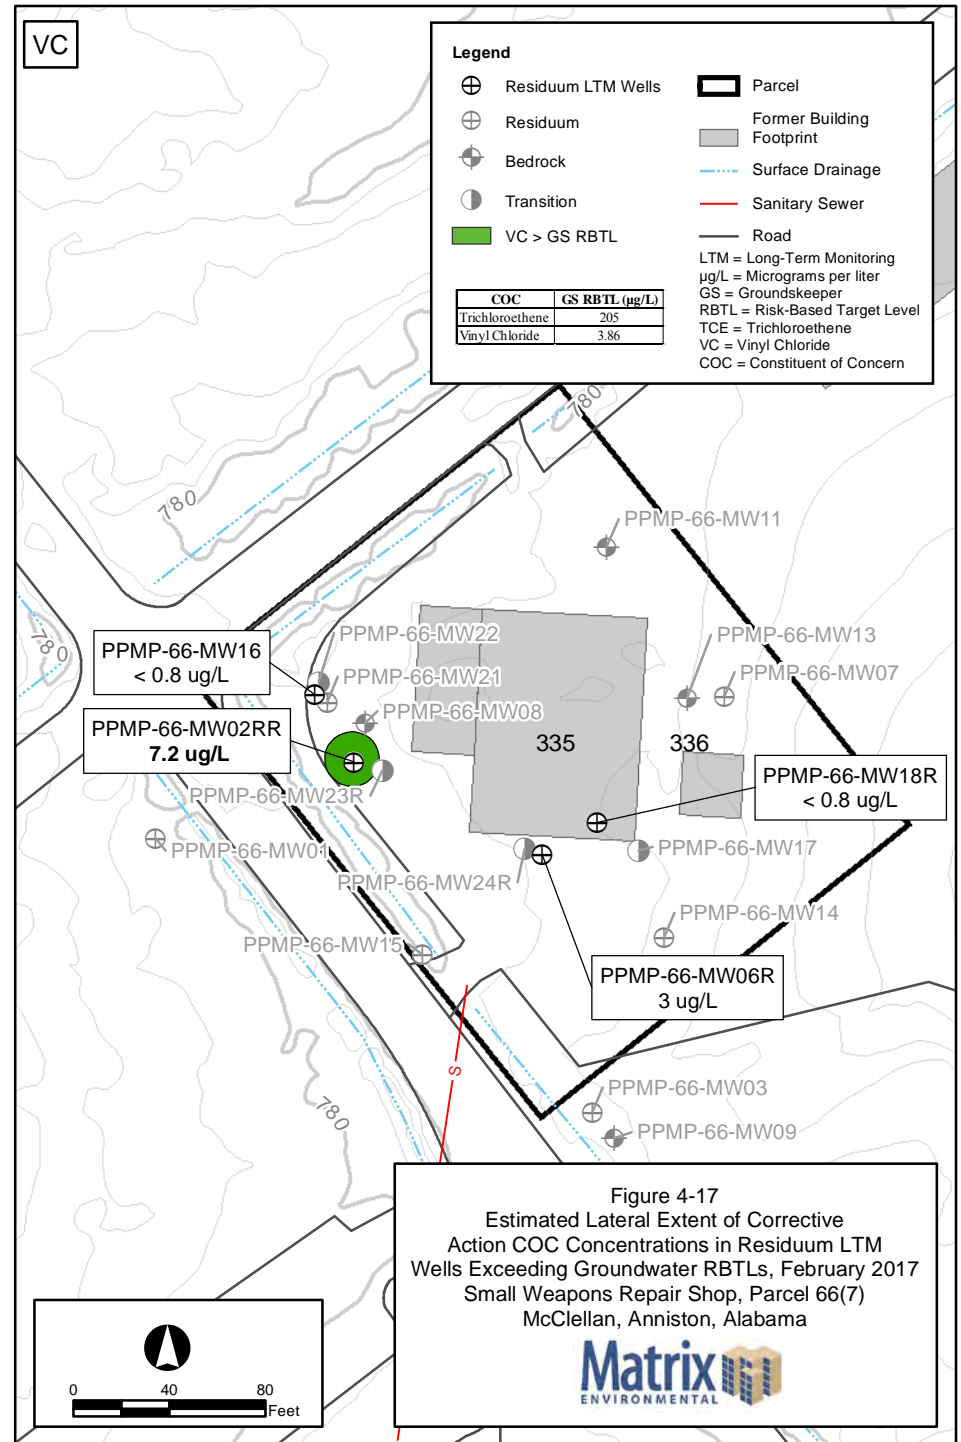 VC
Legend
Residuum LTM Wells
Residuum
Bedrock
Transition
VC > GS RBTL
COC GS RBTL (µg/L)
Trichloroethene 205
Vinyl Chloride 3.86
Parcel
Former Building
Footprint
Surface Drainage
Sanitary Sewer
Road
LTM = Long-Term Monitoring
µg/L = Micrograms per liter
GS = Groundskeeper
RBTL = Risk-Based Target Level
TCE = Trichloroethene
VC = Vinyl Chloride
COC = Constituent of Concern
780
780
PPMP-66-MW11
780
PPMP-66-MW22
PPMP-66-MW13
PPMP-66-MW16
< 0.8 ug/L
PPMP-66-MW21
PPMP-66-MW07
PPMP-66-MW08
PPMP-66-MW02RR
7.2 ug/L
335
336
PPMP-66-MW18R
< 0.8 ug/L
PPMP-66-MW23R
PPMP-66-MW01
PPMP-66-MW17
PPMP-66-MW24R
PPMP-66-MW14
PPMP-66-MW15
PPMP-66-MW06R
3 ug/L
S
PPMP-66-MW03
780
PPMP-66-MW09
Figure 4-17
Estimated Lateral Extent of Corrective
Action COC Concentrations in Residuum LTM
Wells Exceeding Groundwater RBTLs, February 2017
Small Weapons Repair Shop, Parcel 66(7)
McClellan, Anniston, Alabama
Matrix
ENVIRONMENTAL
0 40 80
Feet